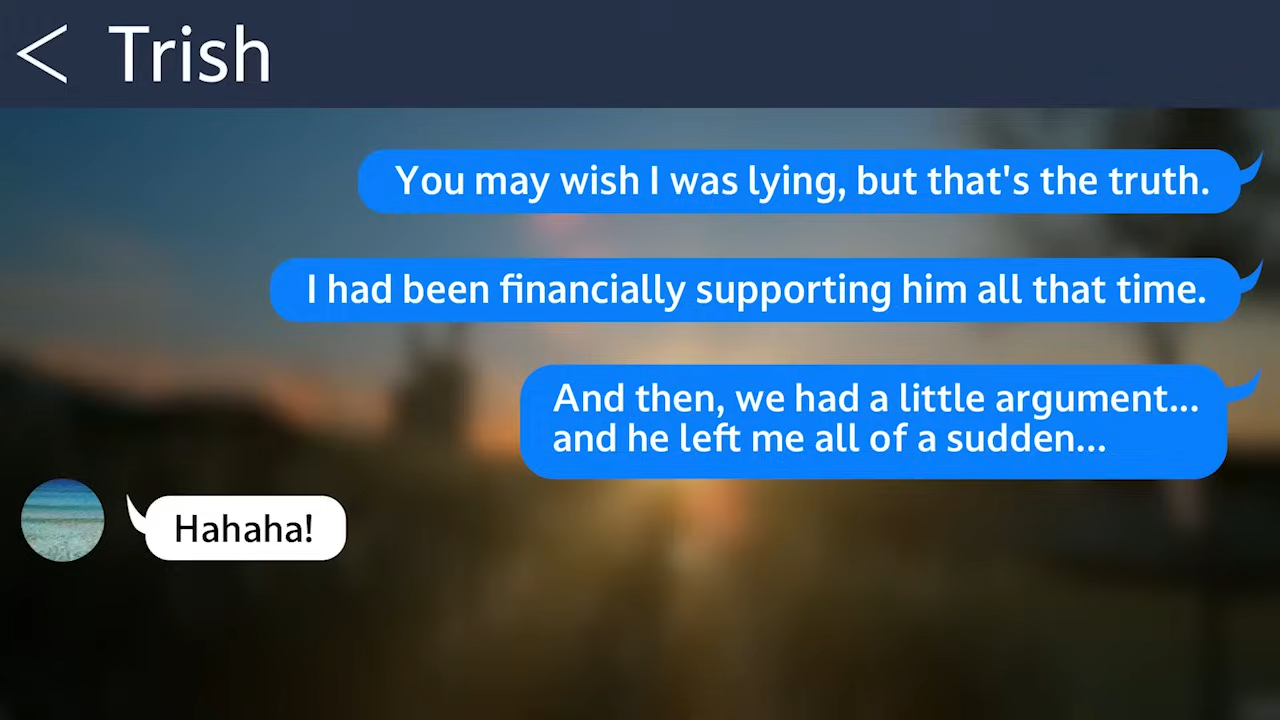 Trish
You may wish I was lying, but that's the truth.
I had been financially supporting him all that time.
And then, we had a little argument...
and he left me all of a sudden...
Hahaha!